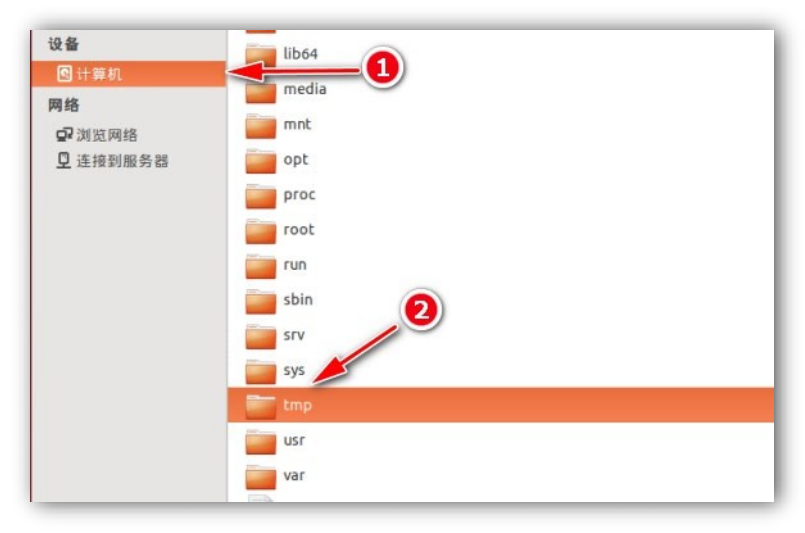 设备
计算机
网络
浏览网络
连接到服务器
lib64
1
media
mnt
opt
proc
root
run
sbin
2
srv
sys
tmp
usr
var